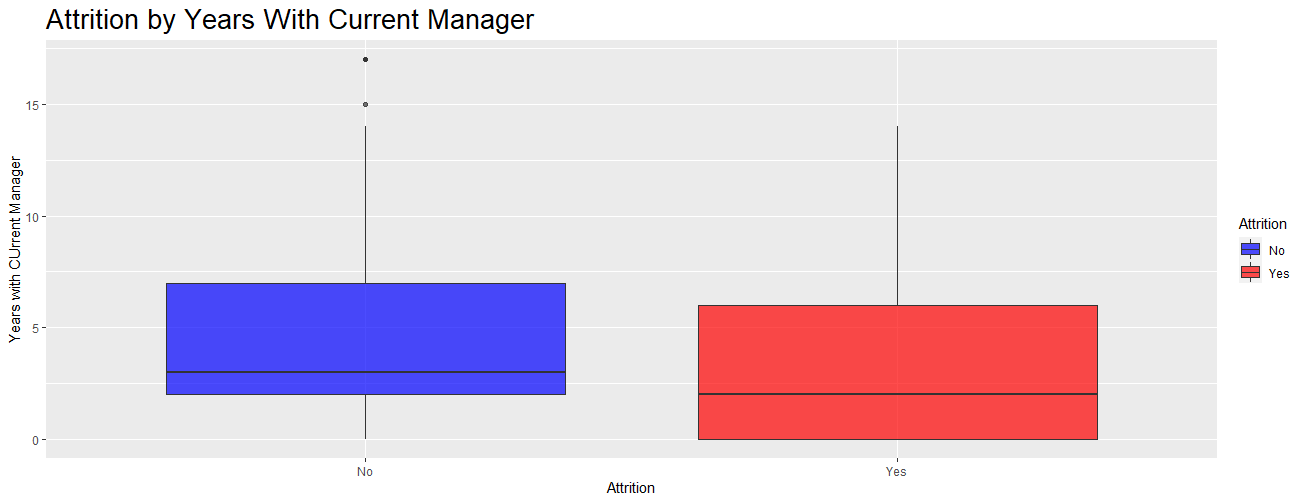 Attrition by Years With Current Manager
Years with CUrrent Manager
15
10
5
0
No
Yes
Attrition
Attrition
No
Yes